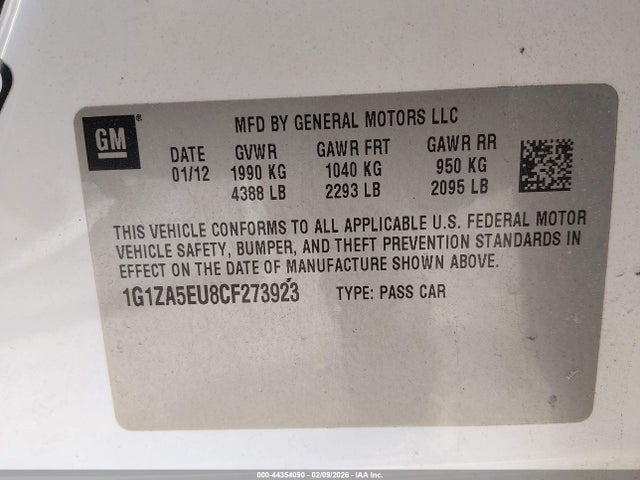 GM
MFD BY GENERAL MOTORS LLC
DATE GVWR GAWR FRT GAWR RR
01/12 1990 KG 1040 KG 950 KG
4388 LB 2293 LB 2095 LB
THIS VEHICLE CONFORMS TO ALL APPLICABLE U.S. FEDERAL MOTOR
VEHICLE SAFETY, BUMPER, AND THEFT PREVENTION STANDARDS IN
EFFECT ON THE DATE OF MANUFACTURE SHOWN ABOVE.
1G1ZA5EU8CF273923 TYPE: PASS CAR
000-44354090 - 02/09/2026 - IAA Inc.